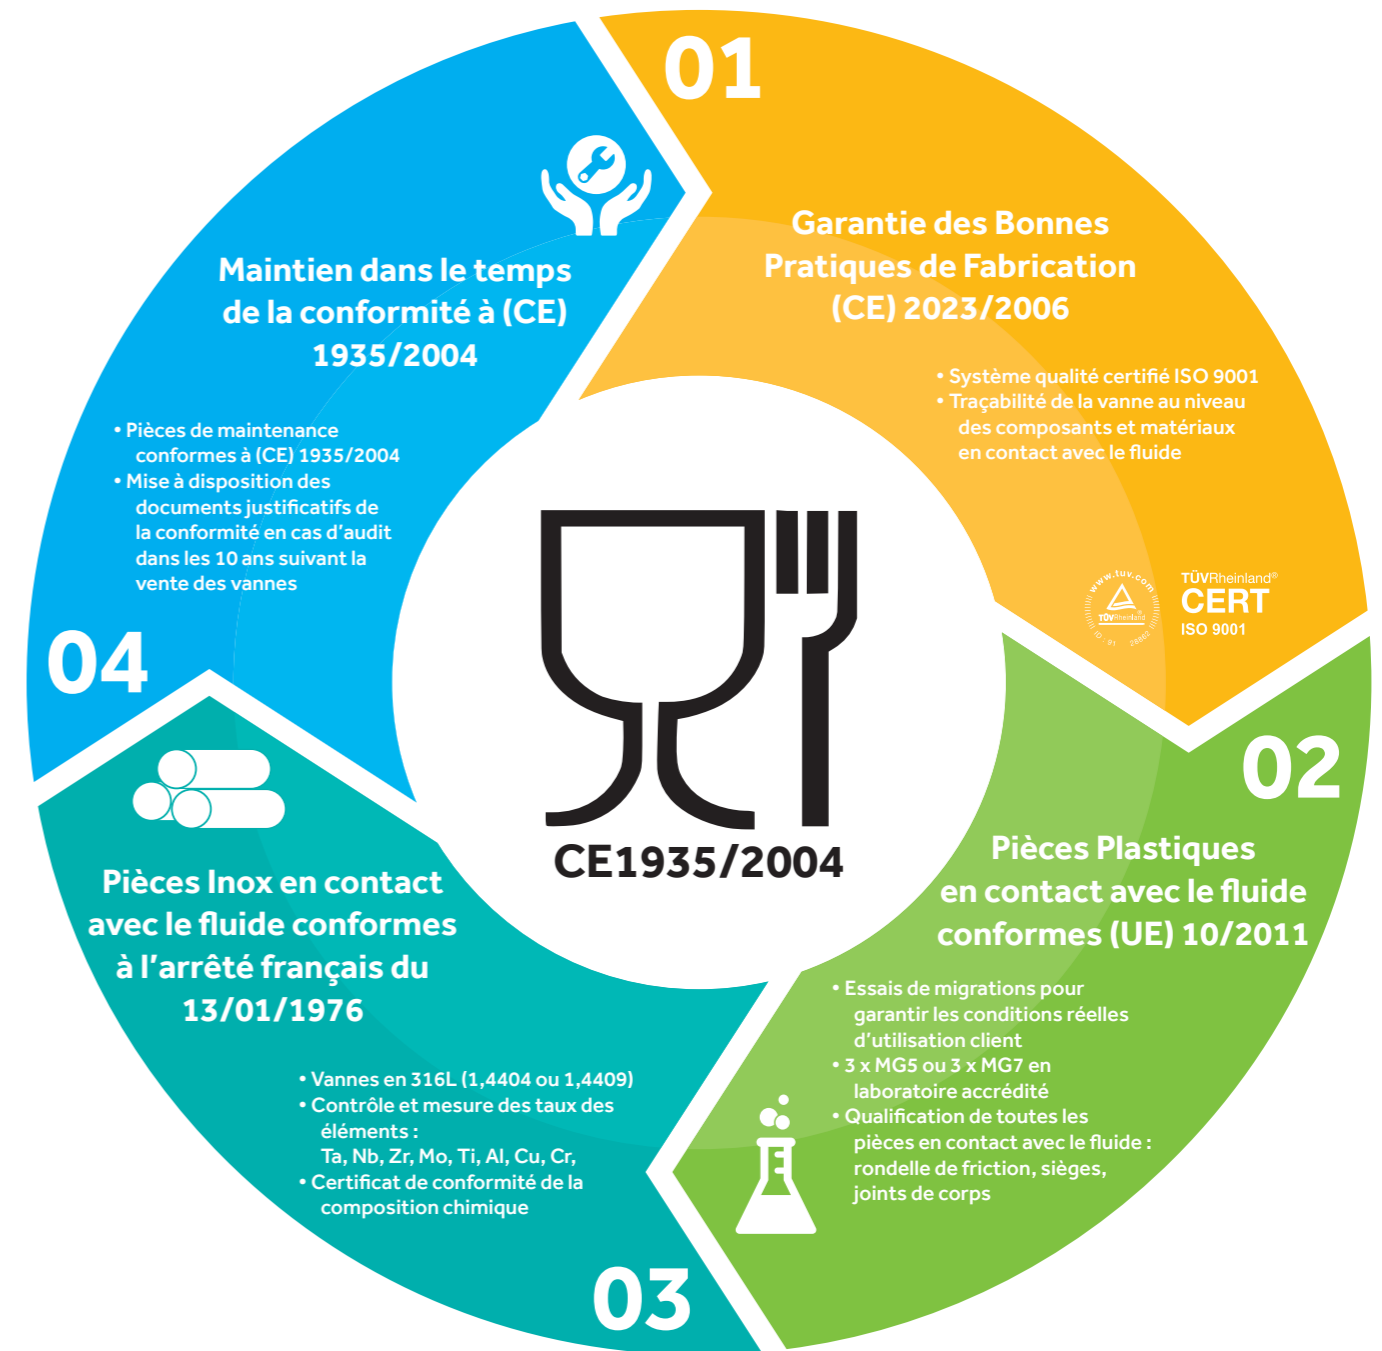 01
Garantie des Bonnes
Pratiques de Fabrication
(CE) 2023/2006
• Système qualité certifié ISO 9001
• Traçabilité de la vanne au niveau
des composants et matériaux
en contact avec le fluide
www.tuv.com
TÜVRheinland®
TÜVRheinland®
CERT
ISO 9001
02
Pièces Plastiques
en contact avec le fluide
conformes (UE) 10/2011
• Essais de migrations pour
garantir les conditions réelles
d’utilisation client
• 3 x MG5 ou 3 x MG7 en
laboratoire accrédité
• Qualification de toutes les
pièces en contact avec le fluide :
rondelle de friction, sièges,
joints de corps
03
Pièces Inox en contact
avec le fluide conformes
à l’arrêté français du
13/01/1976
• Vannes en 316L (1,4404 ou 1,4409)
• Contrôle et mesure des taux des
éléments :
Ta, Nb, Zr, Mo, Ti, Al, Cu, Cr,
• Certificat de conformité de la
composition chimique
04
Maintien dans le temps
de la conformité à (CE)
1935/2004
• Pièces de maintenance
conformes à (CE) 1935/2004
• Mise à disposition des
documents justificatifs de
la conformité en cas d’audit
dans les 10 ans suivant la
vente des vannes
CE1935/2004